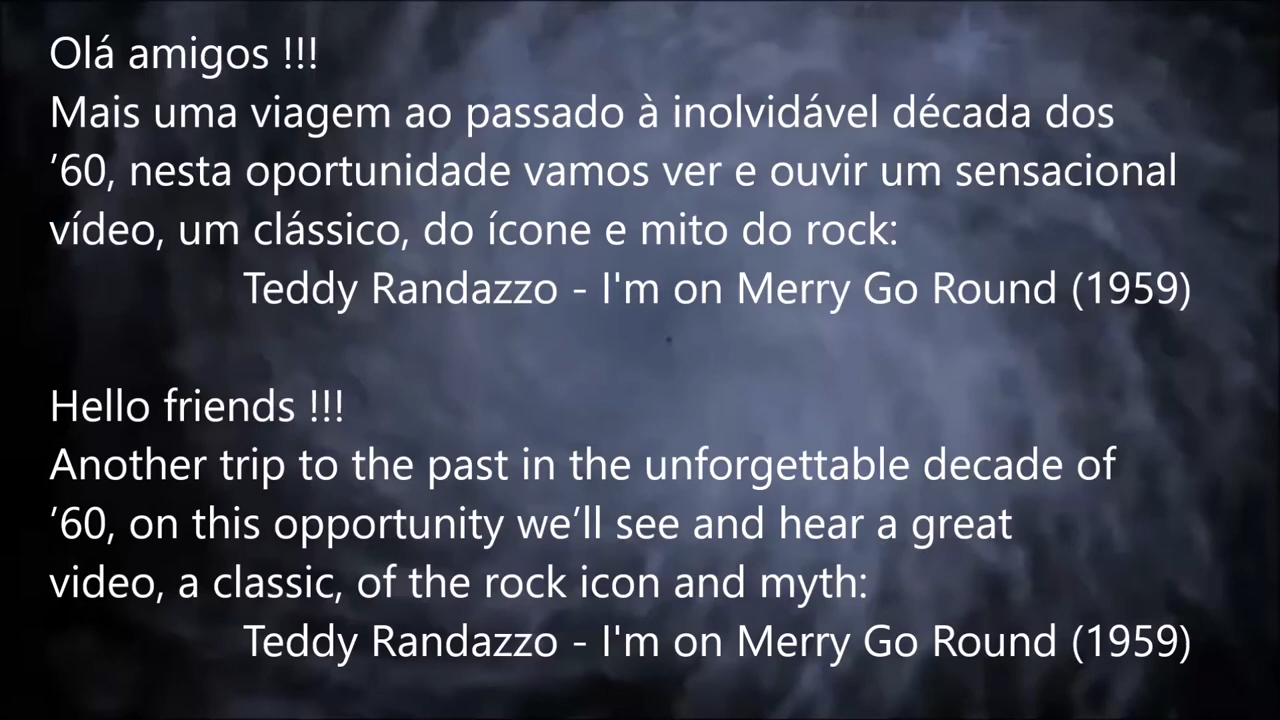 Olá amigos !!!
Mais uma viagem ao passado à inolvidável década dos
’60, nesta oportunidade vamos ver e ouvir um sensacional
vídeo, um clássico, do ícone e mito do rock:
Teddy Randazzo - I'm on Merry Go Round (1959)
Hello friends !!!
Another trip to the past in the unforgettable decade of
’60, on this opportunity we’ll see and hear a great
video, a classic, of the rock icon and myth:
Teddy Randazzo - I'm on Merry Go Round (1959)